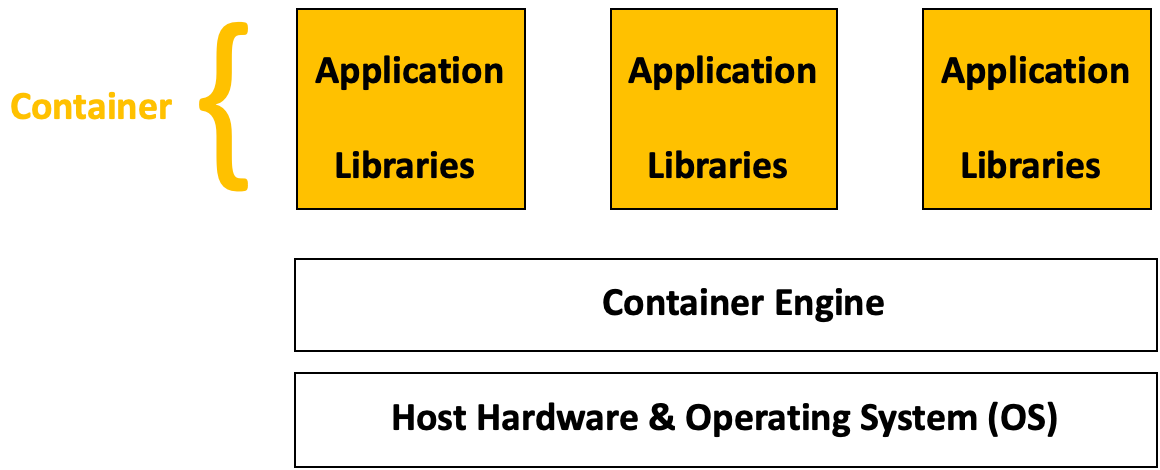 Container
Application
Libraries
Application
Libraries
Application
Libraries
Container Engine
Host Hardware & Operating System (OS)